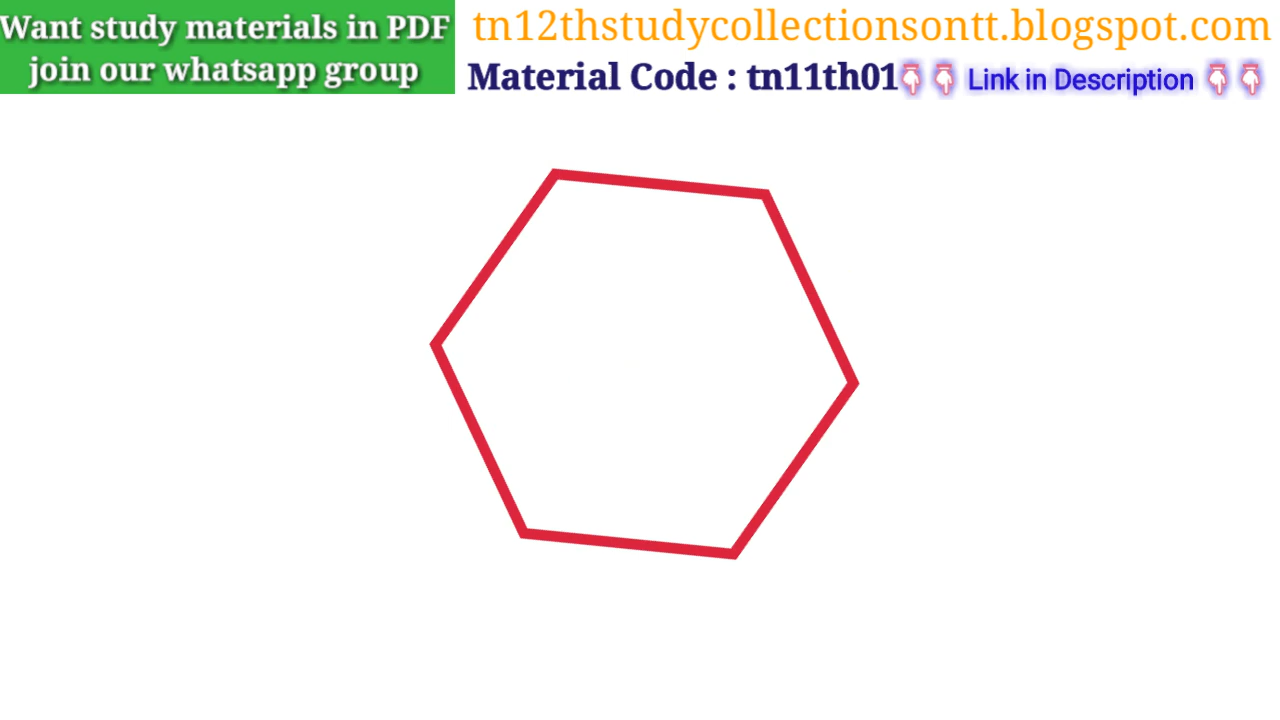 Want study materials in PDF
join our whatsapp group
tn12thstudycollectionsontt.blogspot.com
Material Code : tn11th01👇👇 Link in Description 👇👇